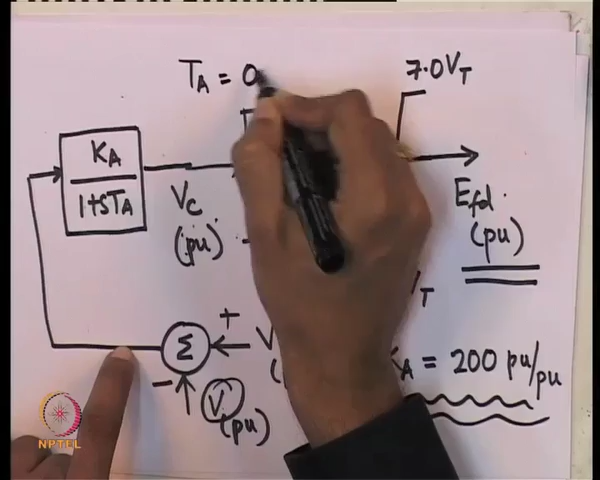 T_A = 0
7.0V_T
K_A
1+sT_A
V_C
(pu)
E_fd.
(pu)
Σ
+
V
−
V
(pu)
= 200 pu/pu
NPTEL